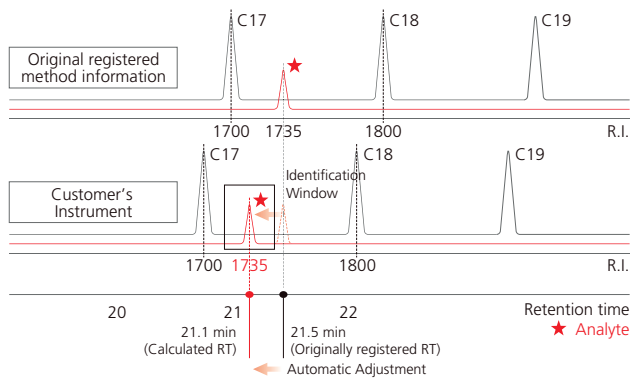 C17
C18
C19
Original registered
method information
1700
1735
1800
R.I.
C17
C18
C19
Customer's
Instrument
Identification
Window
1700
1735
1800
R.I.
20
21
22
Retention time
21.1 min
(Calculated RT)
21.5 min
(Originally registered RT)
Analyte
Automatic Adjustment